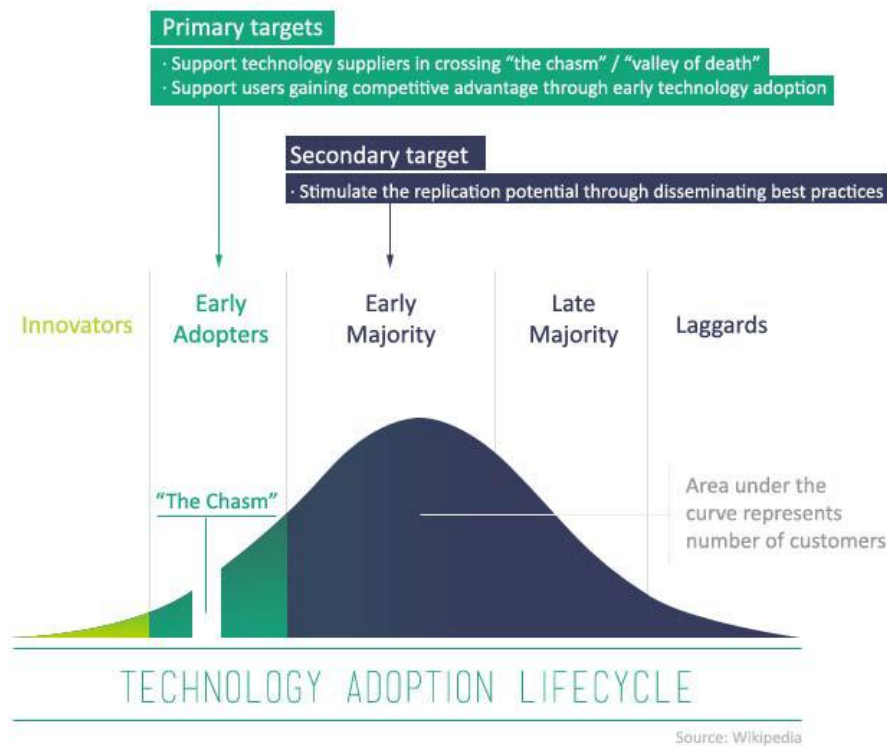 Primary targets
· Support technology suppliers in crossing “the chasm” / “valley of death”
· Support users gaining competitive advantage through early technology adoption
Secondary target
· Stimulate the replication potential through disseminating best practices
Innovators
Early
Adopters
Early
Majority
Late
Majority
Laggards
“The Chasm”
Area under the
curve represents
number of customers
TECHNOLOGY ADOPTION LIFECYCLE
Source: Wikipedia